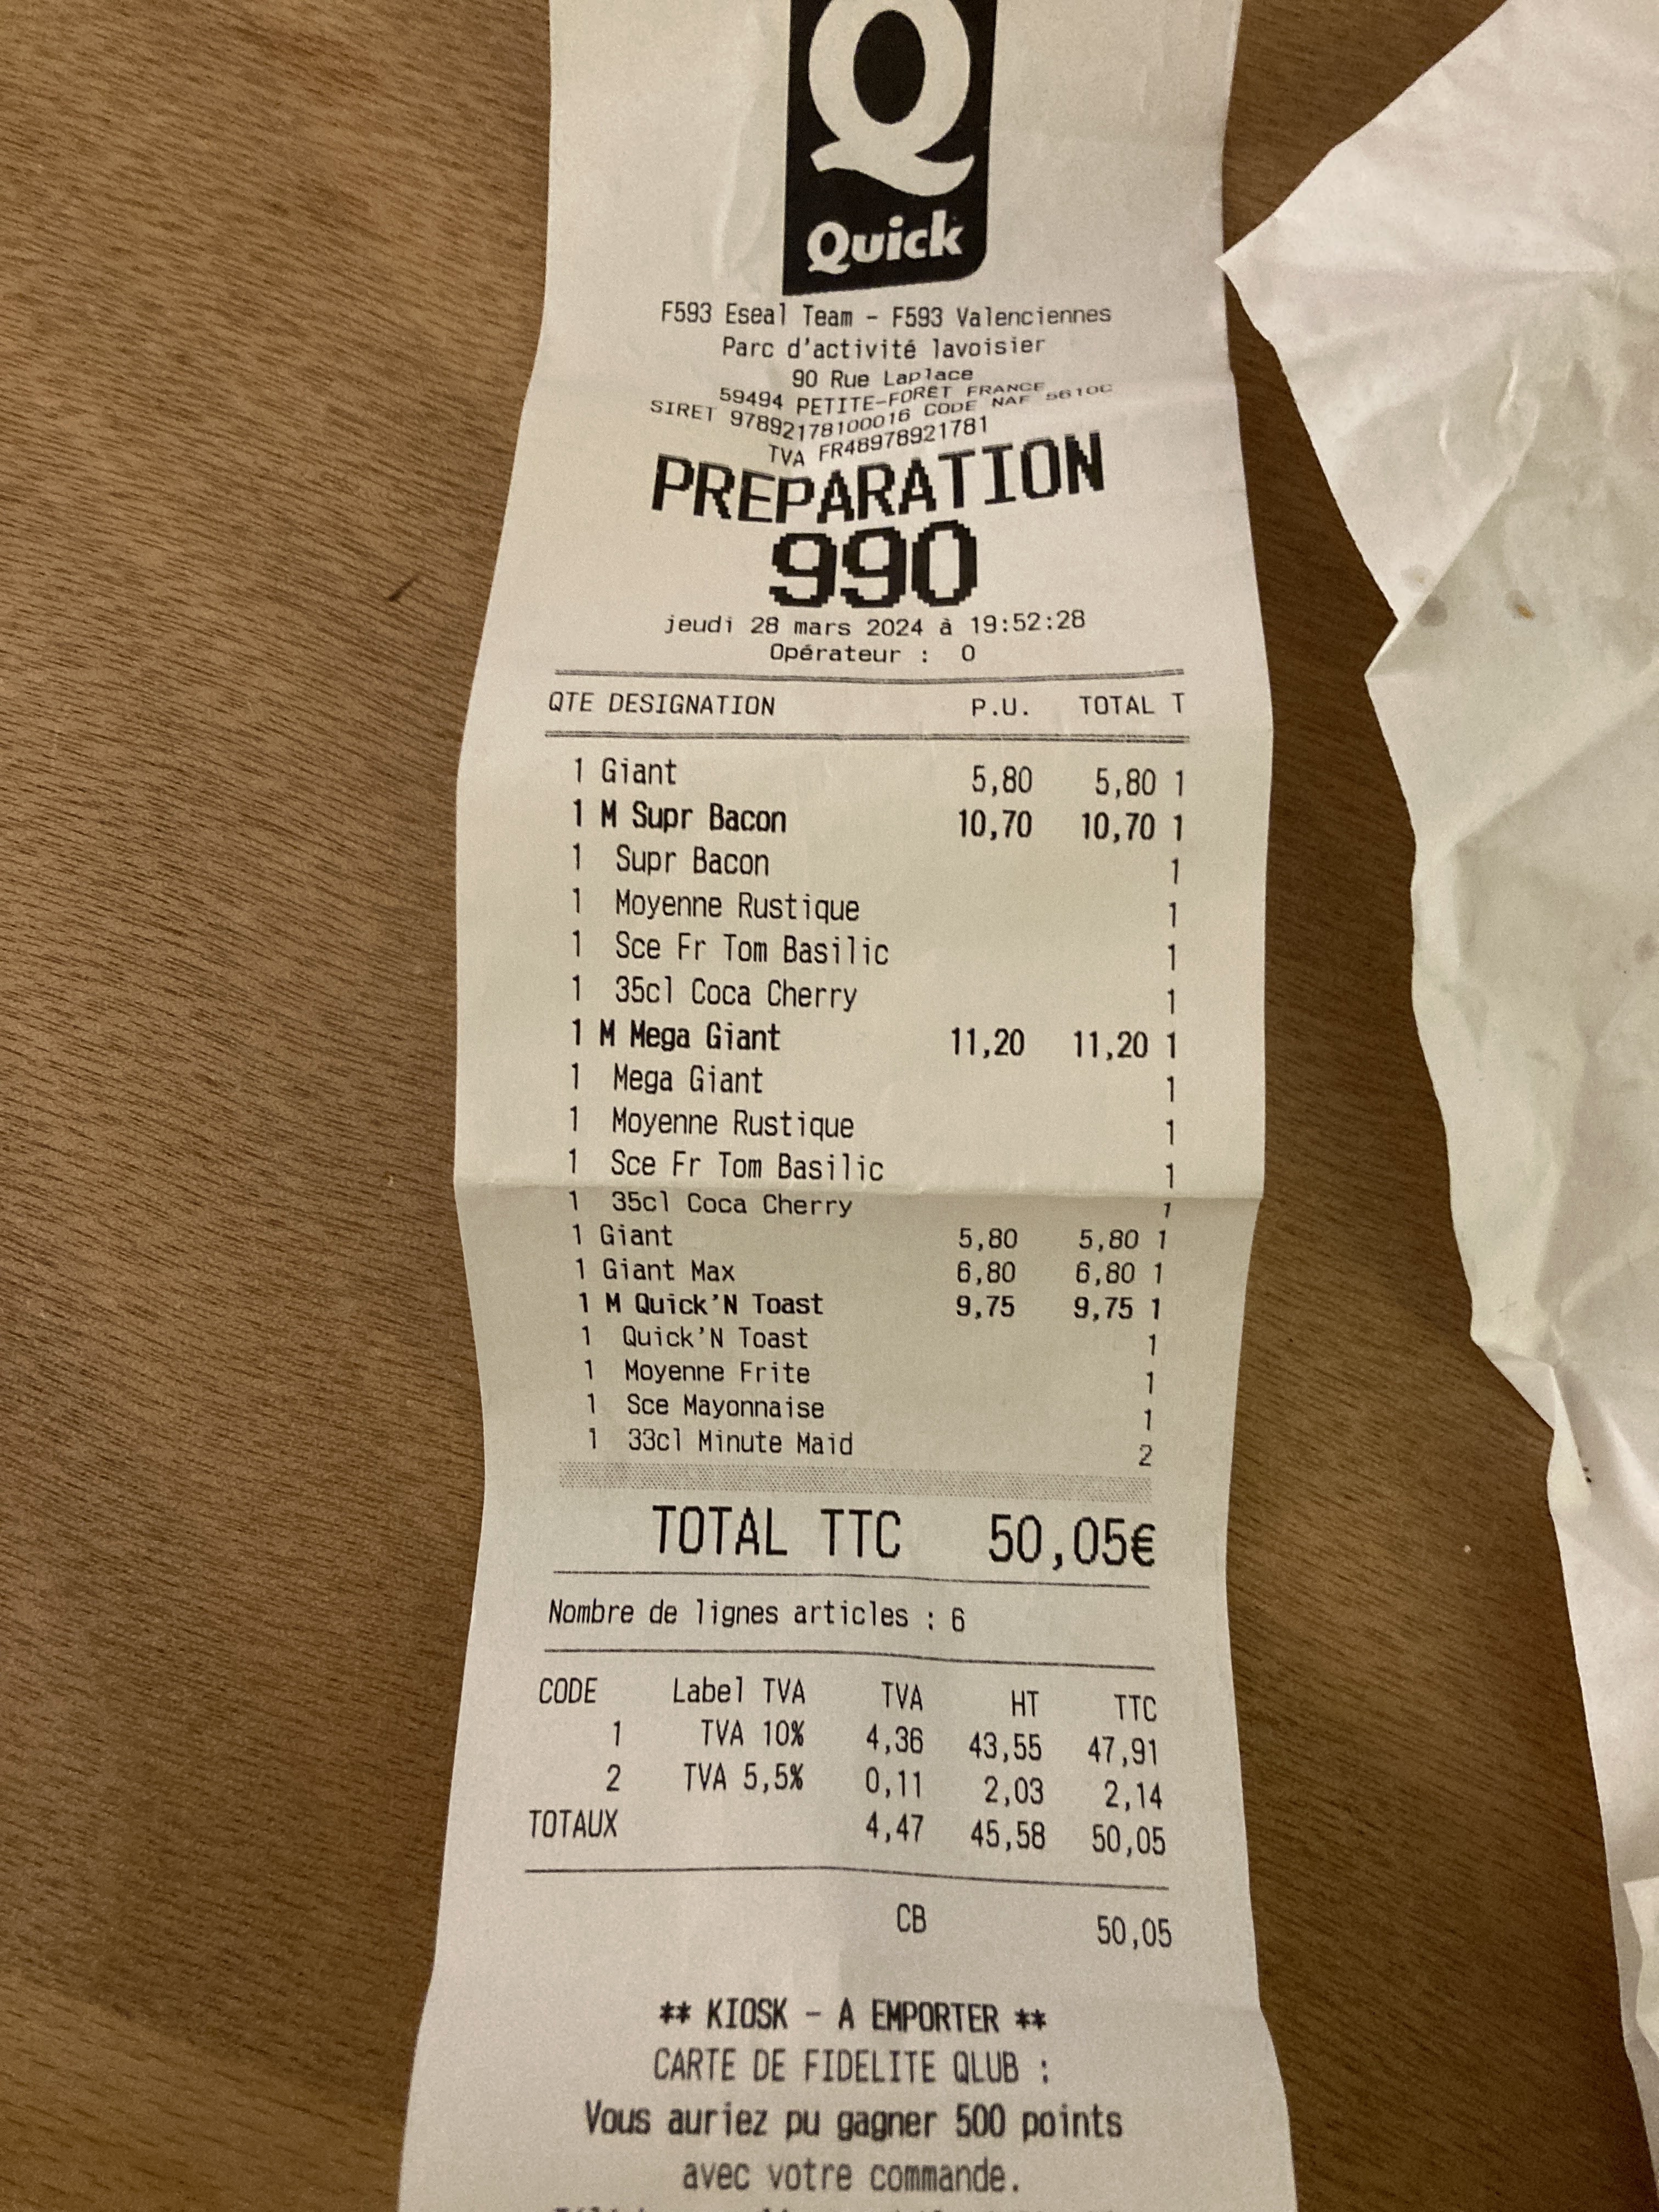 Q
Quick
F593 Eseal Team - F593 Valenciennes
Parc d'activité lavoisier
90 Rue Laplace
59494 PETITE-FORET FRANCE
SIRET 97892178100016 CODE NAF 5610C
TVA FR48978921781
PREPARATION
990
jeudi 28 mars 2024 à 19:52:28
Opérateur : 0
QTE DESIGNATION P.U. TOTAL T
1 Giant 5,80 5,80 1
1 M Supr Bacon 10,70 10,70 1
1 Supr Bacon 1
1 Moyenne Rustique 1
1 Sce Fr Tom Basilic 1
1 35cl Coca Cherry 1
1 M Mega Giant 11,20 11,20 1
1 Mega Giant 1
1 Moyenne Rustique 1
1 Sce Fr Tom Basilic 1
1 35cl Coca Cherry 1
1 Giant 5,80 5,80 1
1 Giant Max 6,80 6,80 1
1 M Quick'N Toast 9,75 9,75 1
1 Quick'N Toast 1
1 Moyenne Frite 1
1 Sce Mayonnaise 1
1 33cl Minute Maid 2
TOTAL TTC 50,05€
Nombre de lignes articles : 6
CODE Label TVA TVA HT TTC
1 TVA 10% 4,36 43,55 47,91
2 TVA 5,5% 0,11 2,03 2,14
TOTAUX 4,47 45,58 50,05
CB 50,05
** KIOSK - A EMPORTER **
CARTE DE FIDELITE QLUB :
Vous auriez pu gagner 500 points
avec votre commande.